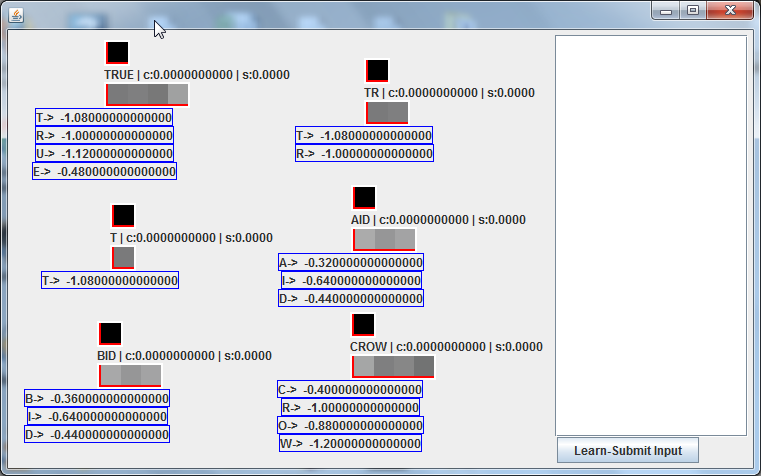 TRUE | c:0.0000000000 | s:0.0000
T-> -1.08000000000000
R-> -1.00000000000000
U-> -1.12000000000000
E-> -0.480000000000000
TR | c:0.0000000000 | s:0.0000
T-> -1.08000000000000
R-> -1.00000000000000
T | c:0.0000000000 | s:0.0000
T-> -1.08000000000000
AID | c:0.0000000000 | s:0.0000
A-> -0.320000000000000
I-> -0.640000000000000
D-> -0.440000000000000
BID | c:0.0000000000 | s:0.0000
B-> -0.360000000000000
I-> -0.640000000000000
D-> -0.440000000000000
CROW | c:0.0000000000 | s:0.0000
C-> -0.400000000000000
R-> -1.00000000000000
O-> -0.880000000000000
W-> -1.20000000000000
Learn-Submit Input